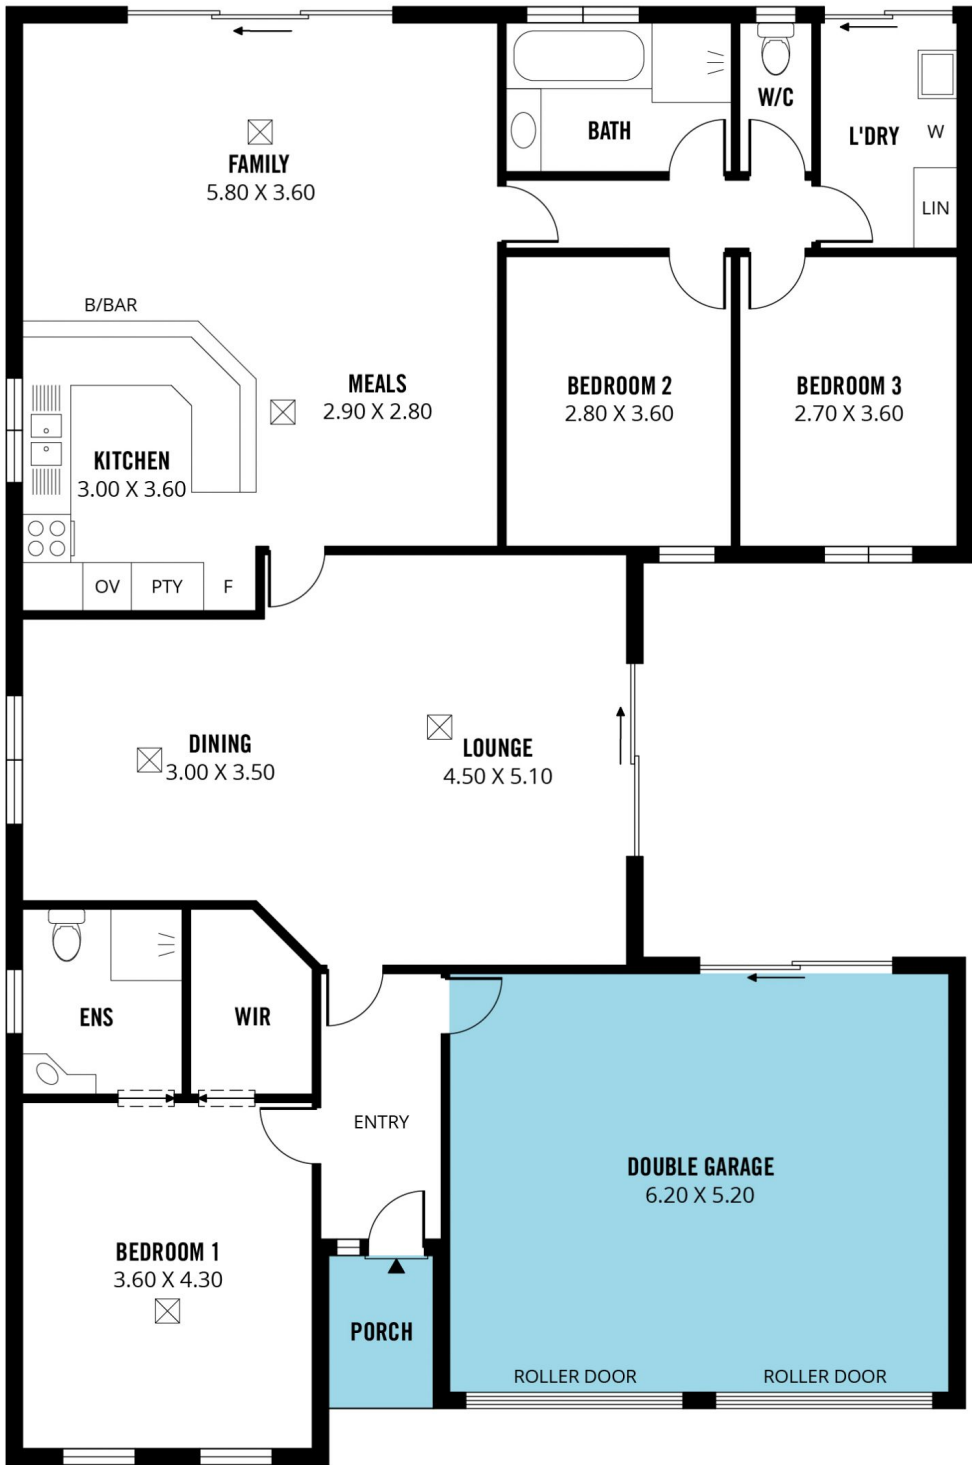 BATH
W/C
L'DRY
W
LIN
FAMILY
5.80 X 3.60
B/BAR
MEALS
2.90 X 2.80
BEDROOM 2
2.80 X 3.60
BEDROOM 3
2.70 X 3.60
KITCHEN
3.00 X 3.60
OV
PTY
F
DINING
3.00 X 3.50
LOUNGE
4.50 X 5.10
ENS
WIR
ENTRY
DOUBLE GARAGE
6.20 X 5.20
BEDROOM 1
3.60 X 4.30
PORCH
ROLLER DOOR
ROLLER DOOR